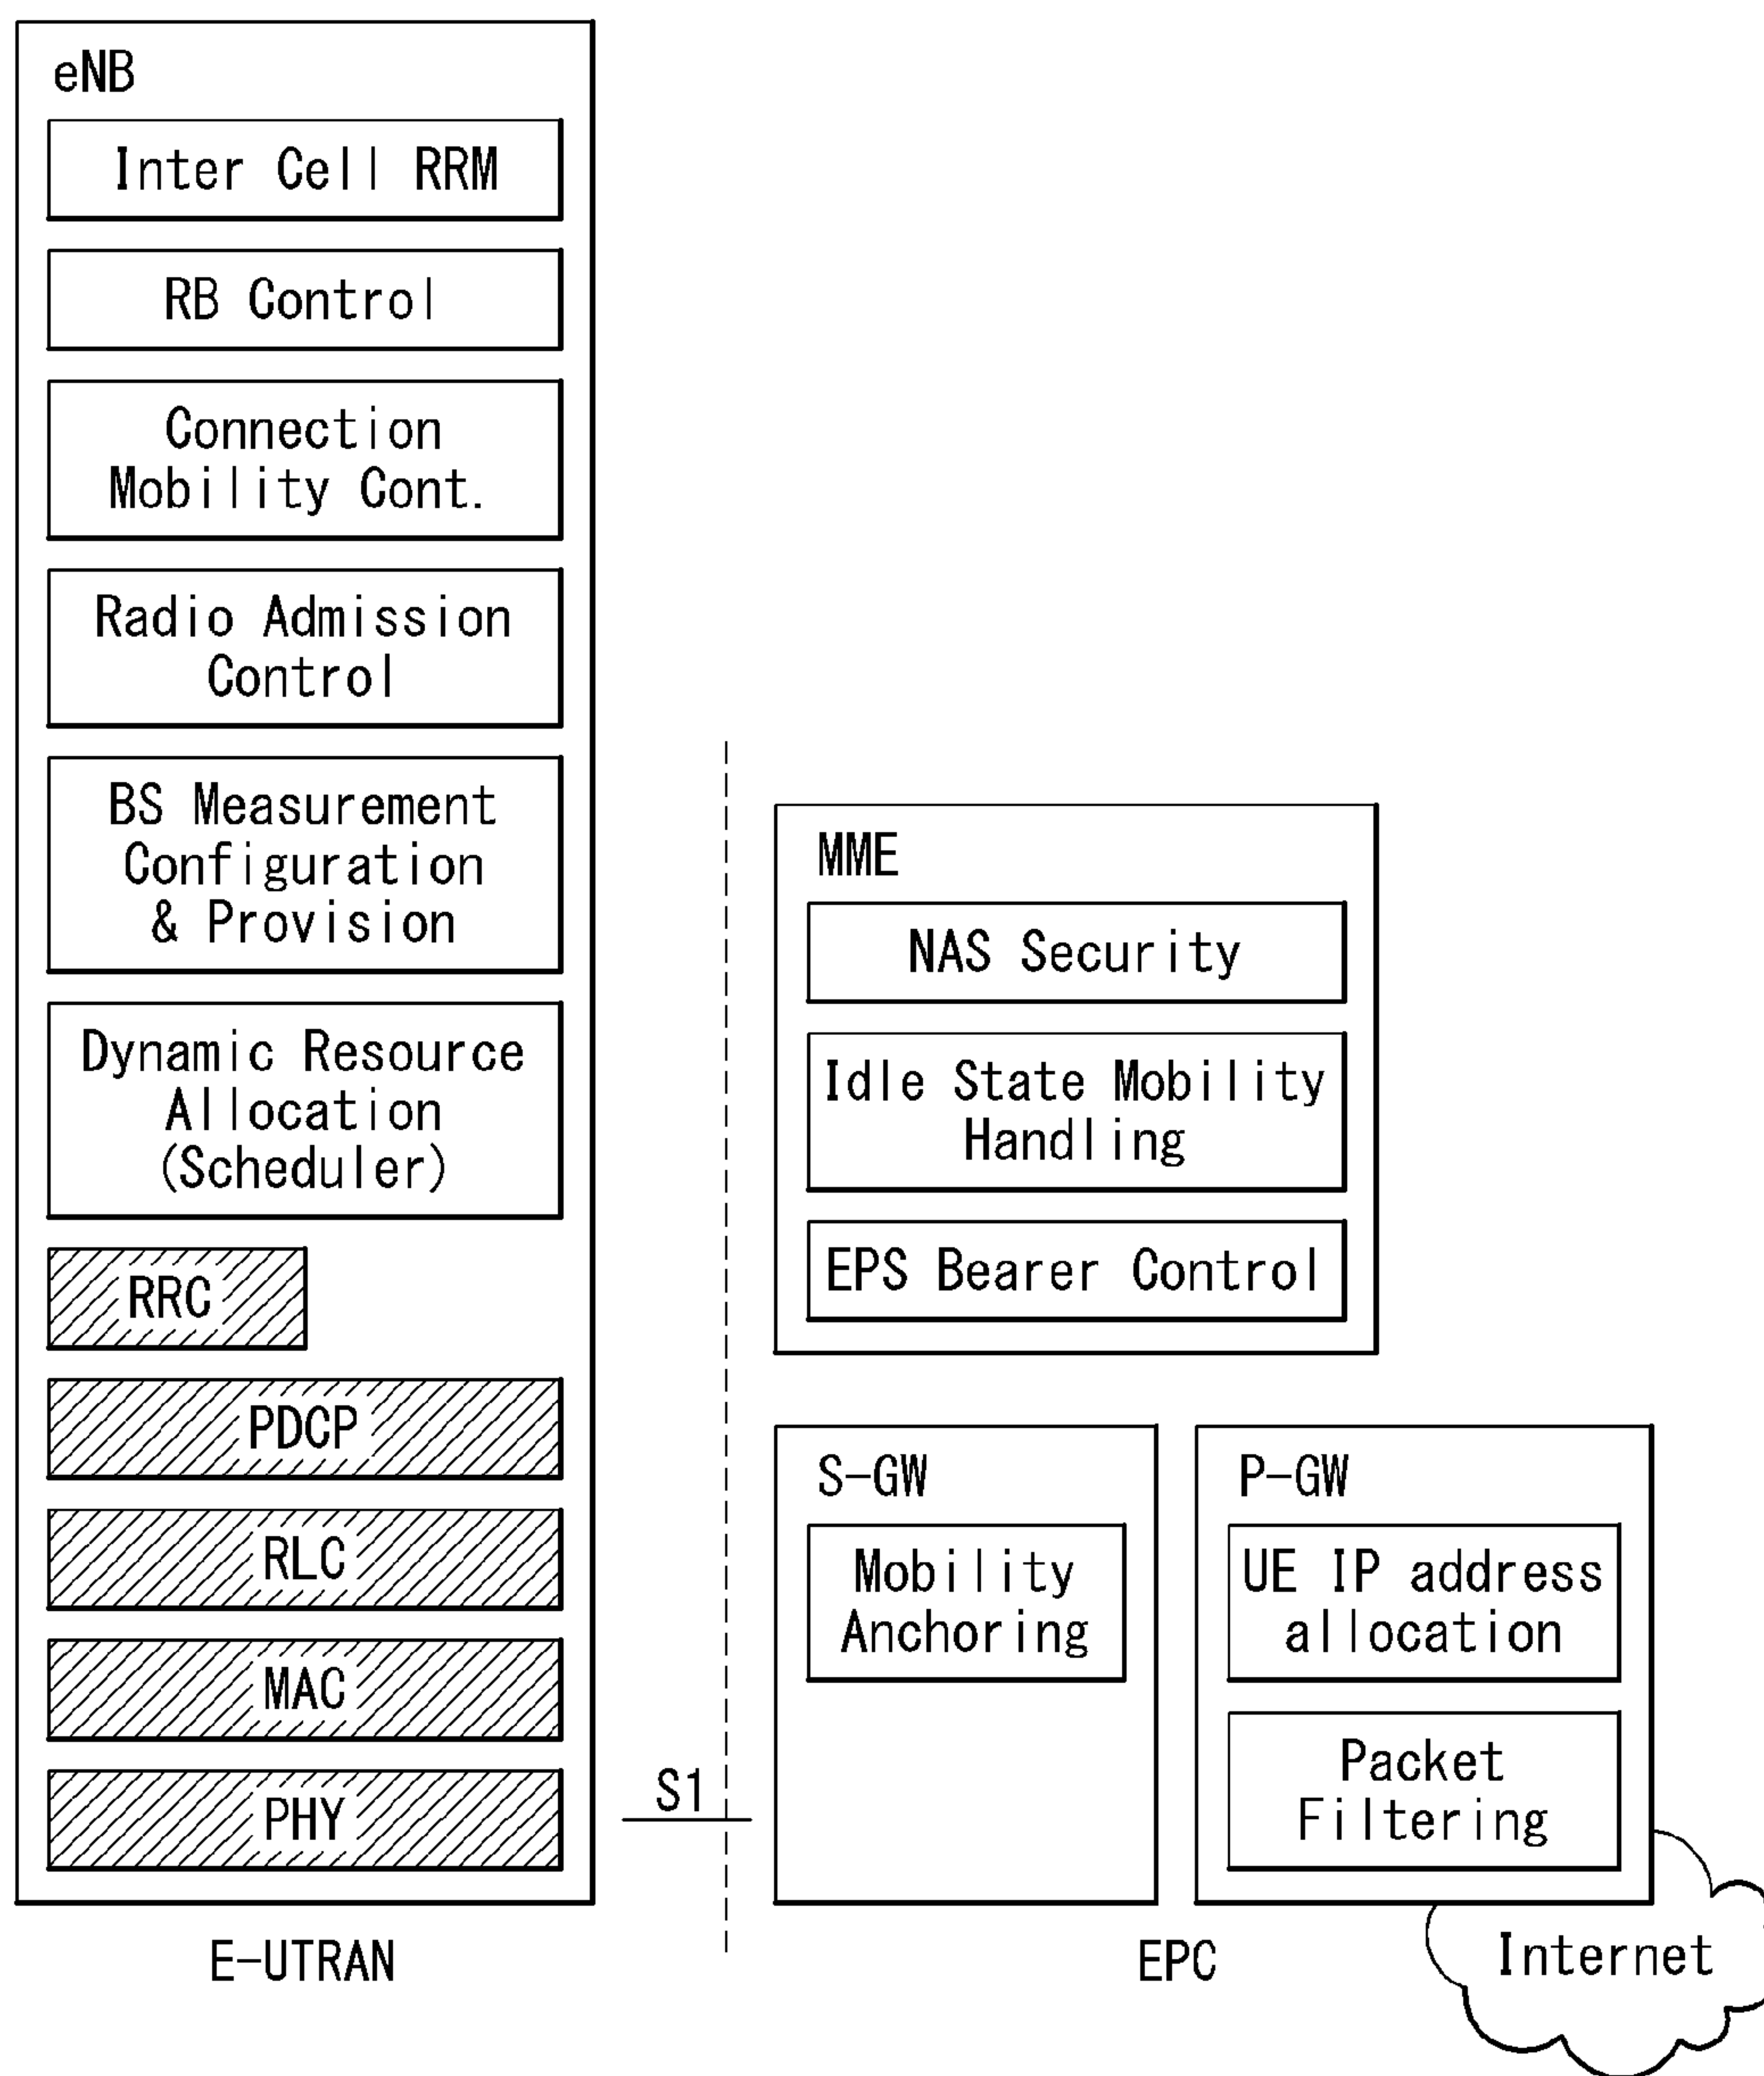 eNB
Inter Cell RRM
RB Control
Connection
Mobility Cont.
Radio Admission
Control
BS Measurement
Configuration
& Provision
Dynamic Resource
Allocation
(Scheduler)
RRC
PDCP
RLC
MAC
PHY
E-UTRAN
S1
MME
NAS Security
Idle State Mobility
Handling
EPS Bearer Control
S-GW
Mobility
Anchoring
P-GW
UE IP address
allocation
Packet
Filtering
EPC
Internet